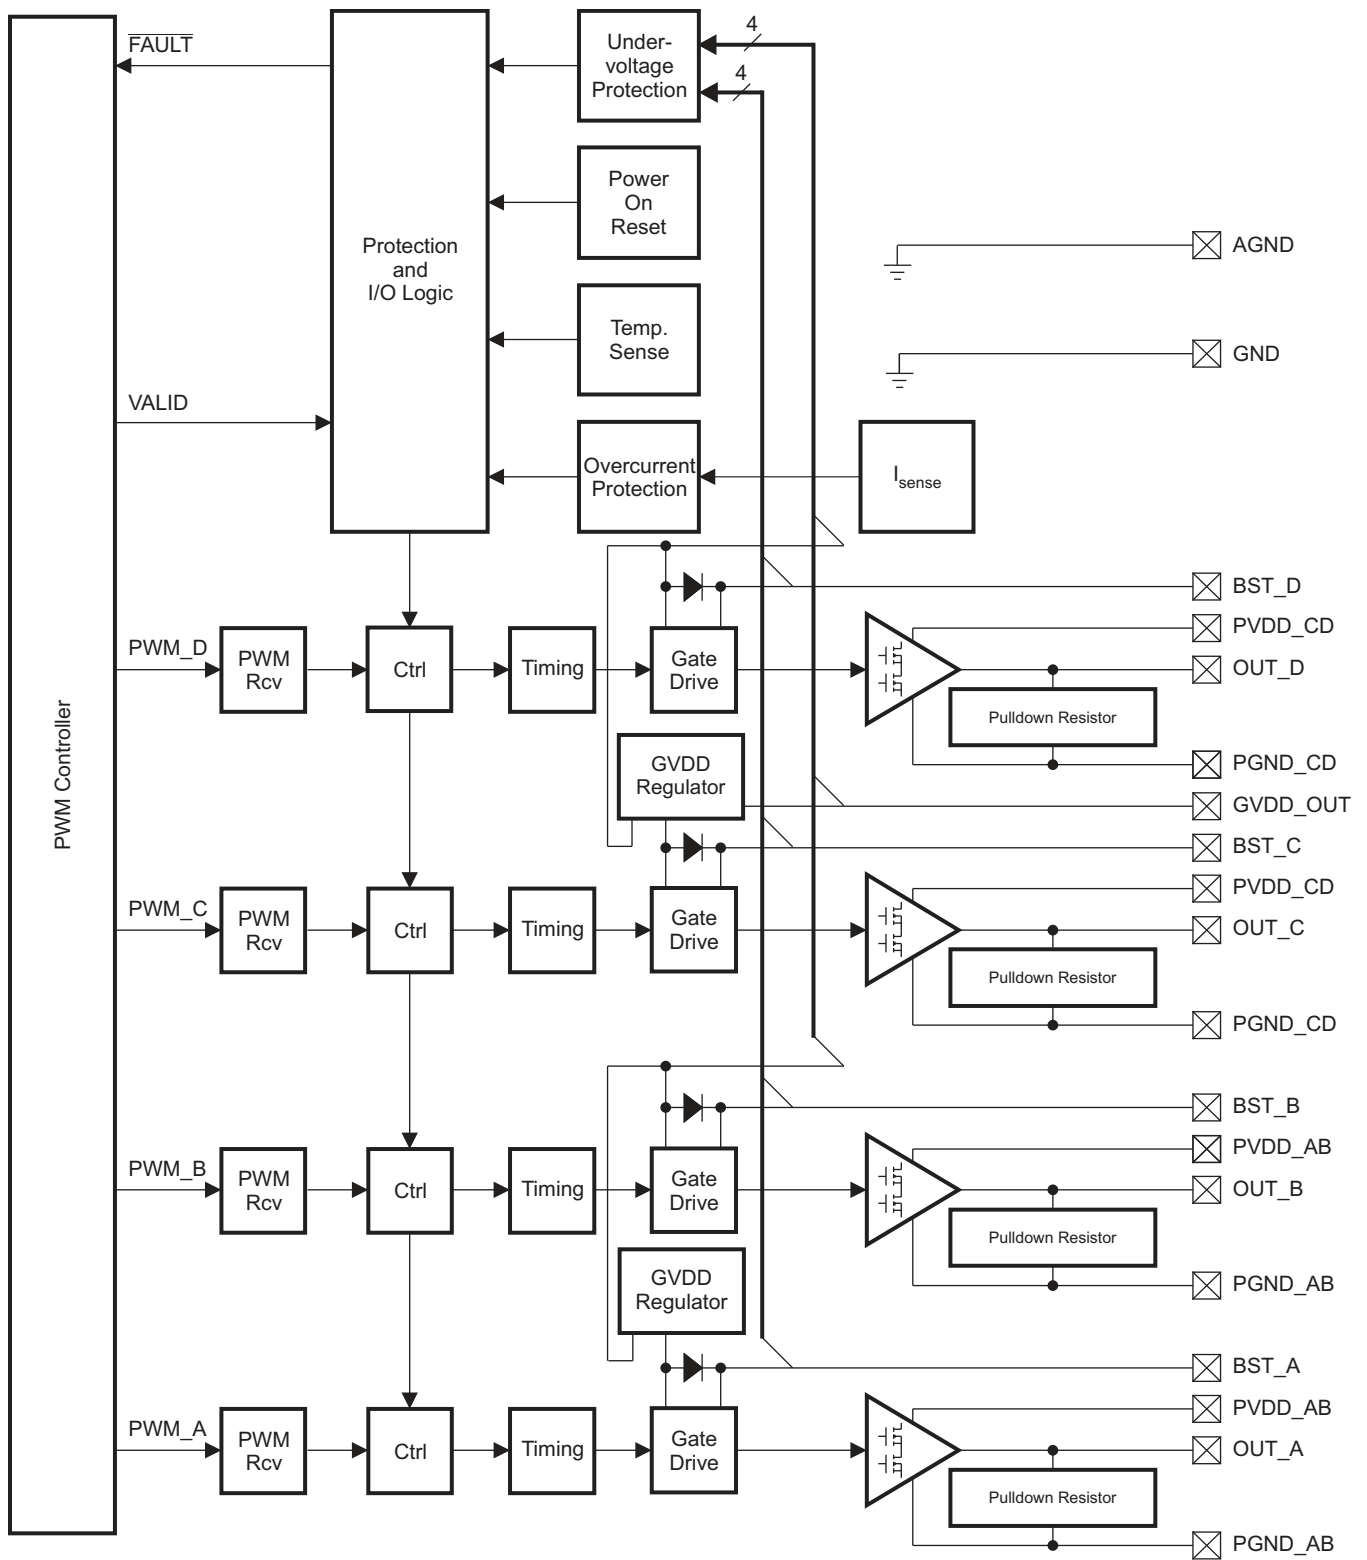 FAULT
Under-
voltage
Protection
4
4
Power
On
Reset
Protection
and
I/O Logic
AGND
Temp.
Sense
GND
VALID
Overcurrent
Protection
Isense
BST_D
PVDD_CD
PWM_D
PWM
Rcv
Ctrl
Timing
Gate
Drive
OUT_D
Pulldown Resistor
PWM Controller
GVDD
Regulator
PGND_CD
GVDD_OUT
BST_C
PVDD_CD
PWM_C
PWM
Rcv
Ctrl
Timing
Gate
Drive
OUT_C
Pulldown Resistor
PGND_CD
BST_B
PVDD_AB
PWM_B
PWM
Rcv
Ctrl
Timing
Gate
Drive
OUT_B
Pulldown Resistor
GVDD
Regulator
PGND_AB
BST_A
PVDD_AB
PWM_A
PWM
Rcv
Ctrl
Timing
Gate
Drive
OUT_A
Pulldown Resistor
PGND_AB